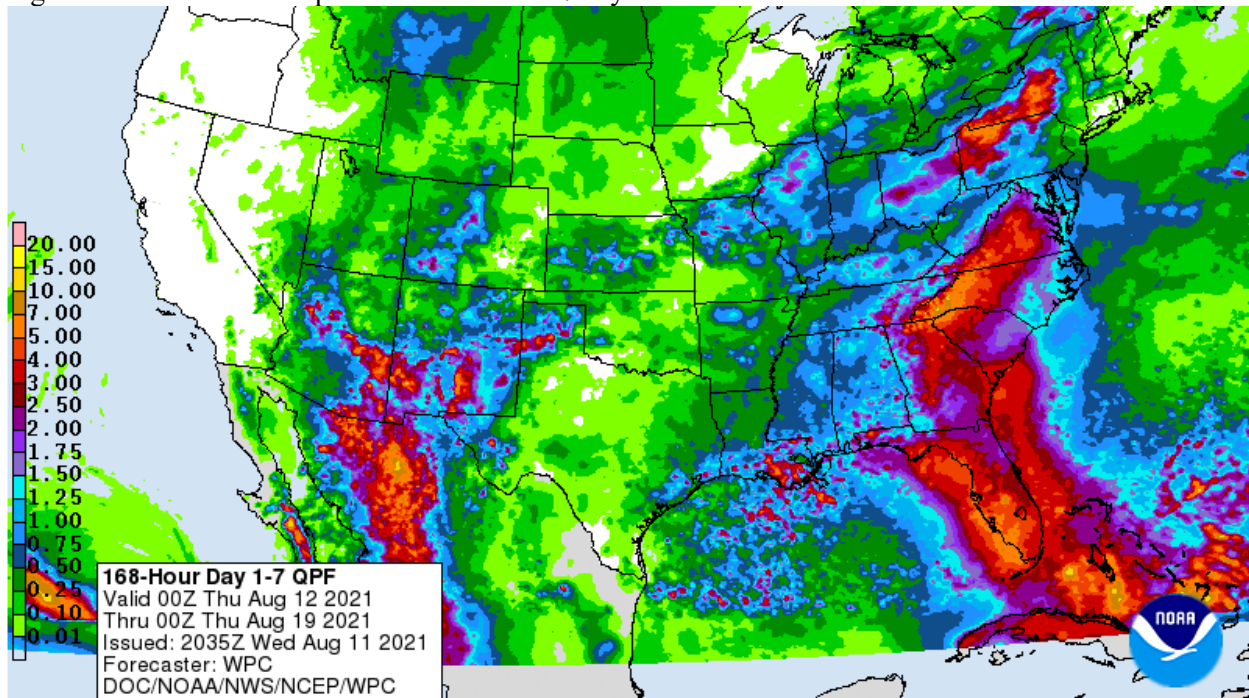 20.00
15.00
10.00
7.00
5.00
4.00
3.00
2.50
2.00
1.75
1.50
1.25
1.00
0.75
0.50
0.25
0.10
0.01
168-Hour Day 1-7 QPF
Valid 00Z Thu Aug 12 2021
Thru 00Z Thu Aug 19 2021
Issued: 2035Z Wed Aug 11 2021
Forecaster: WPC
DOC/NOAA/NWS/NCEP/WPC
NOAA